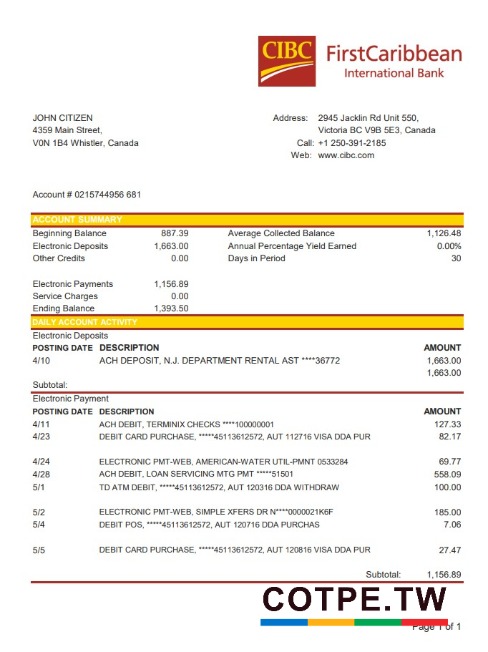 CIBC FirstCaribbean
International Bank
JOHN CITIZEN Address: 2945 Jacklin Rd Unit 550,
4359 Main Street, Victoria BC V9B 5E3, Canada
V0N 1B4 Whistler, Canada Call: +1 250-391-2185
Web: www.cibc.com
Account # 0215744956 681
ACCOUNT SUMMARY
Beginning Balance 887.39 Average Collected Balance 1,126.48
Electronic Deposits 1,663.00 Annual Percentage Yield Earned 0.00%
Other Credits 0.00 Days in Period 30
Electronic Payments 1,156.89
Service Charges 0.00
Ending Balance 1,393.50
DAILY ACCOUNT ACTIVITY
Electronic Deposits
POSTING DATE DESCRIPTION AMOUNT
4/10 ACH DEPOSIT, N.J. DEPARTMENT RENTAL AST ****36772 1,663.00
1,663.00
Subtotal:
Electronic Payment
POSTING DATE DESCRIPTION AMOUNT
4/11 ACH DEBIT, TERMINIX CHECKS ****100000001 127.33
4/23 DEBIT CARD PURCHASE, *****45113612572, AUT 112716 VISA DDA PUR 82.17
4/24 ELECTRONIC PMT-WEB, AMERICAN-WATER UTIL-PMNT 0533284 69.77
4/28 ACH DEBIT, LOAN SERVICING MTG PMT *****51501 558.09
5/1 TD ATM DEBIT, *****45113612572, AUT 120316 DDA WITHDRAW 100.00
5/2 ELECTRONIC PMT-WEB, SIMPLE XFERS DR N****0000021K6F 185.00
5/4 DEBIT POS, *****45113612572, AUT 120716 DDA PURCHAS 7.06
5/5 DEBIT CARD PURCHASE, *****45113612572, AUT 120816 VISA DDA PUR 27.47
Subtotal: 1,156.89
COTPE.TW
Page 1 of 1